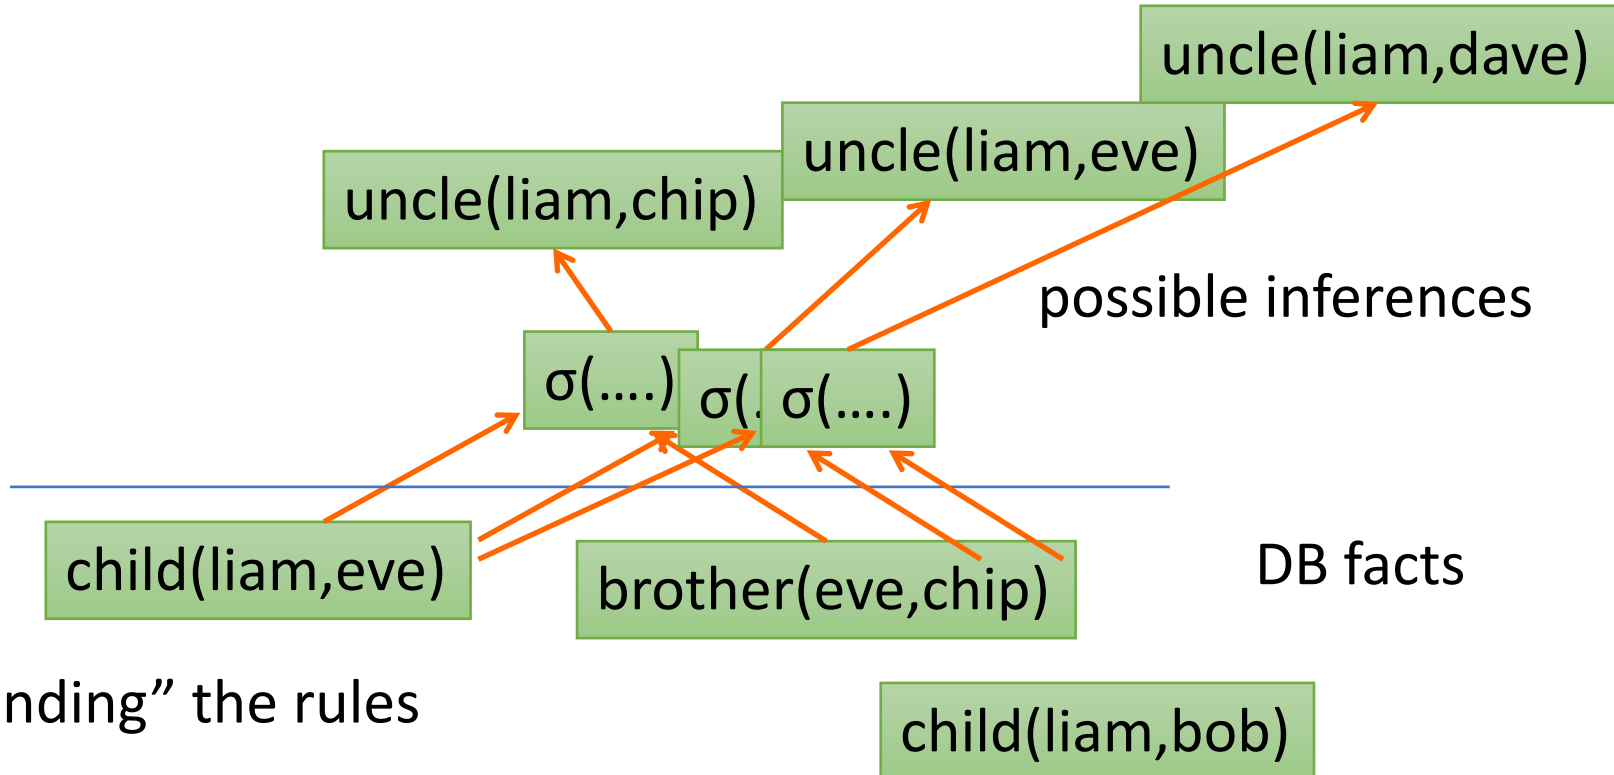 uncle(liam,dave)
uncle(liam,eve)
uncle(liam,chip)
possible inferences
σ(….)
σ(.
σ(….)
child(liam,eve)
brother(eve,chip)
DB facts
nding” the rules
child(liam,bob)